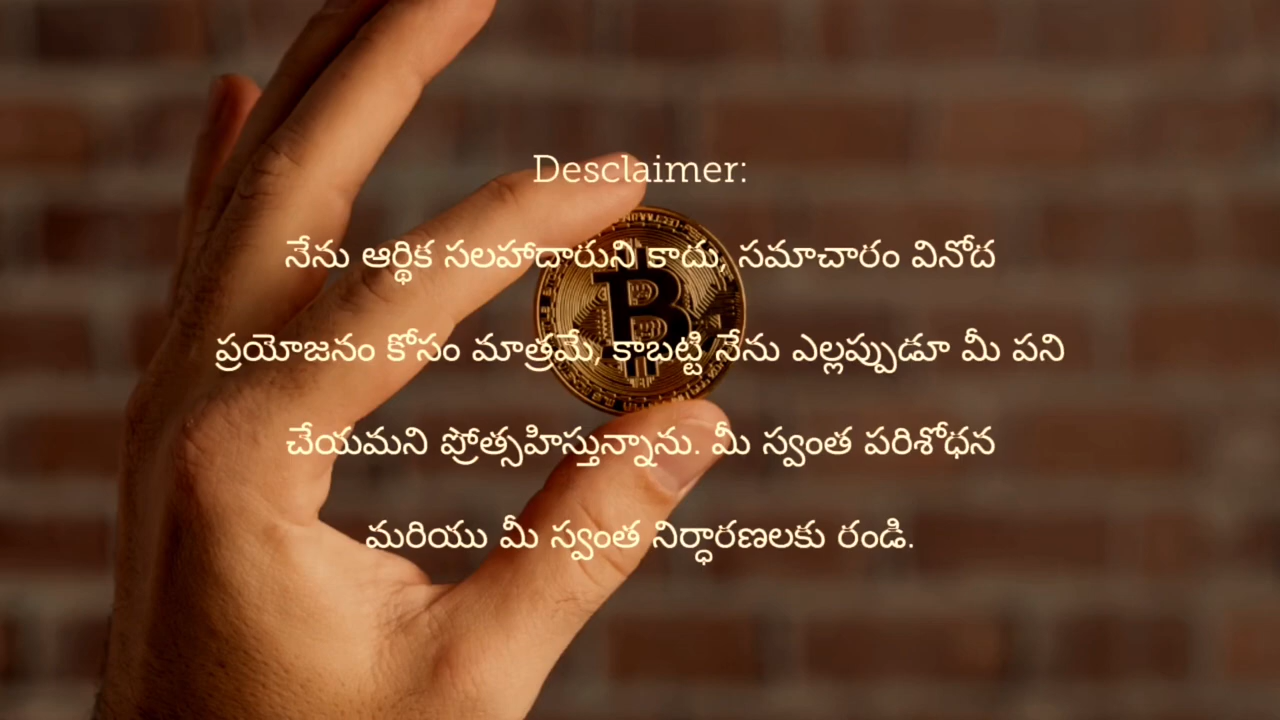 Desclaimer:
నేను ఆర్థిక సలహాదారుని కాదు, సమాచారం వినోద
ప్రయోజనం కోసం మాత్రమే, కాబట్టి నేను ఎల్లప్పుడూ మీ పని
చేయమని ప్రోత్సహిస్తున్నాను. మీ స్వంత పరిశోధన
మరియు మీ స్వంత నిర్ధారణలకు రండి.